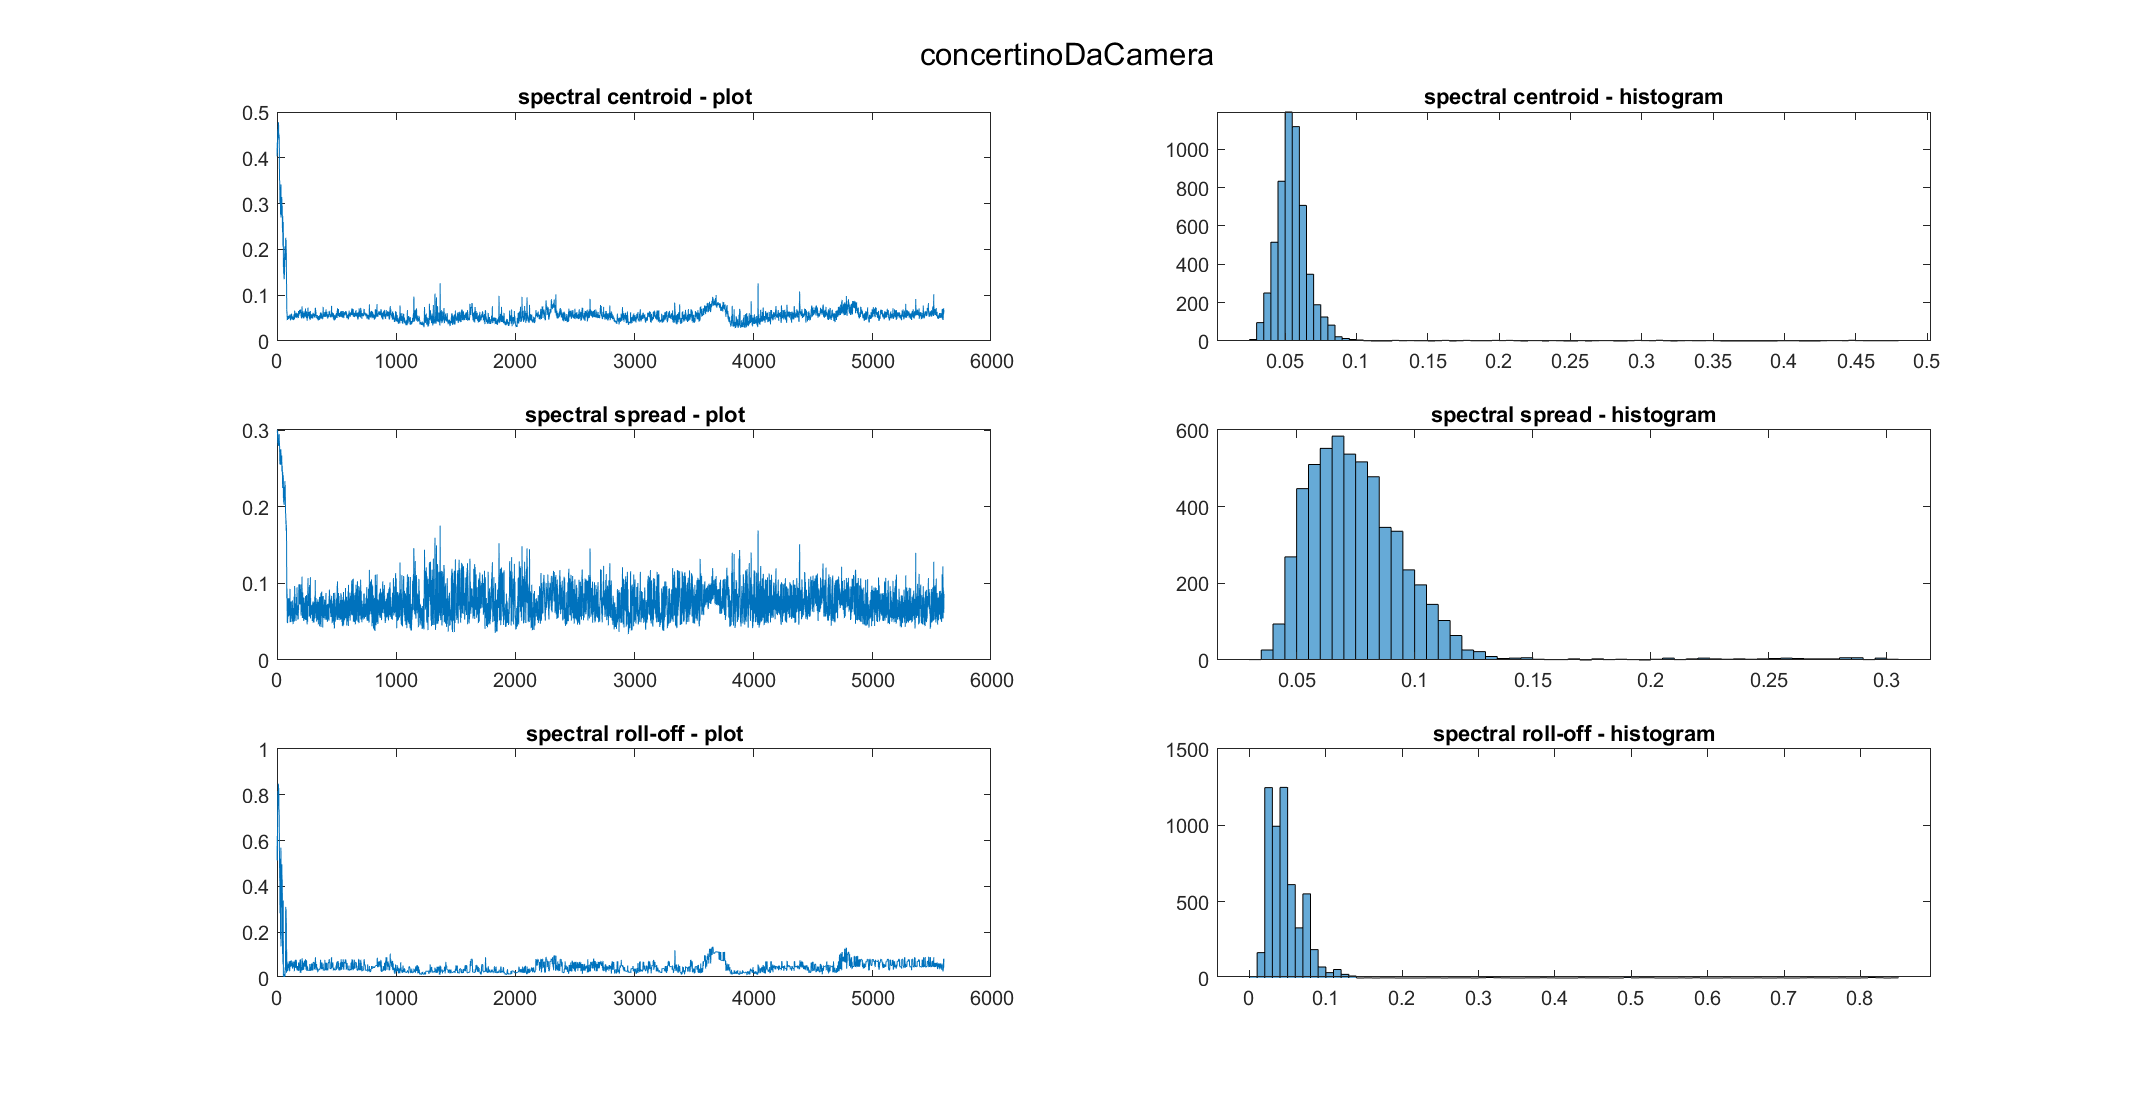 concertinoDaCamera
spectral centroid - plot
0.5
0.4
0.3
0.2
0.1
0
0 1000 2000 3000 4000 5000 6000
spectral centroid - histogram
1000
800
600
400
200
0
0.05 0.1 0.15 0.2 0.25 0.3 0.35 0.4 0.45 0.5
spectral spread - plot
0.3
0.2
0.1
0
0 1000 2000 3000 4000 5000 6000
spectral spread - histogram
600
400
200
0
0.05 0.1 0.15 0.2 0.25 0.3
spectral roll-off - plot
1
0.8
0.6
0.4
0.2
0
0 1000 2000 3000 4000 5000 6000
spectral roll-off - histogram
1500
1000
500
0
0 0.1 0.2 0.3 0.4 0.5 0.6 0.7 0.8